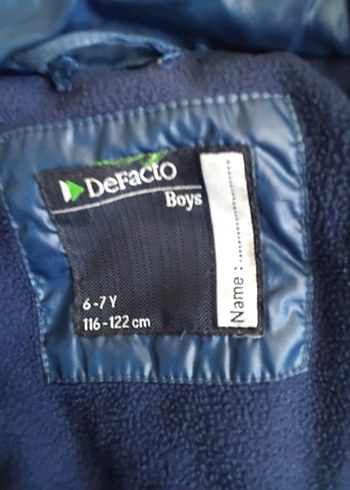 DeFacto
Boys
6-7 Y
116-122 cm
Name : ..............